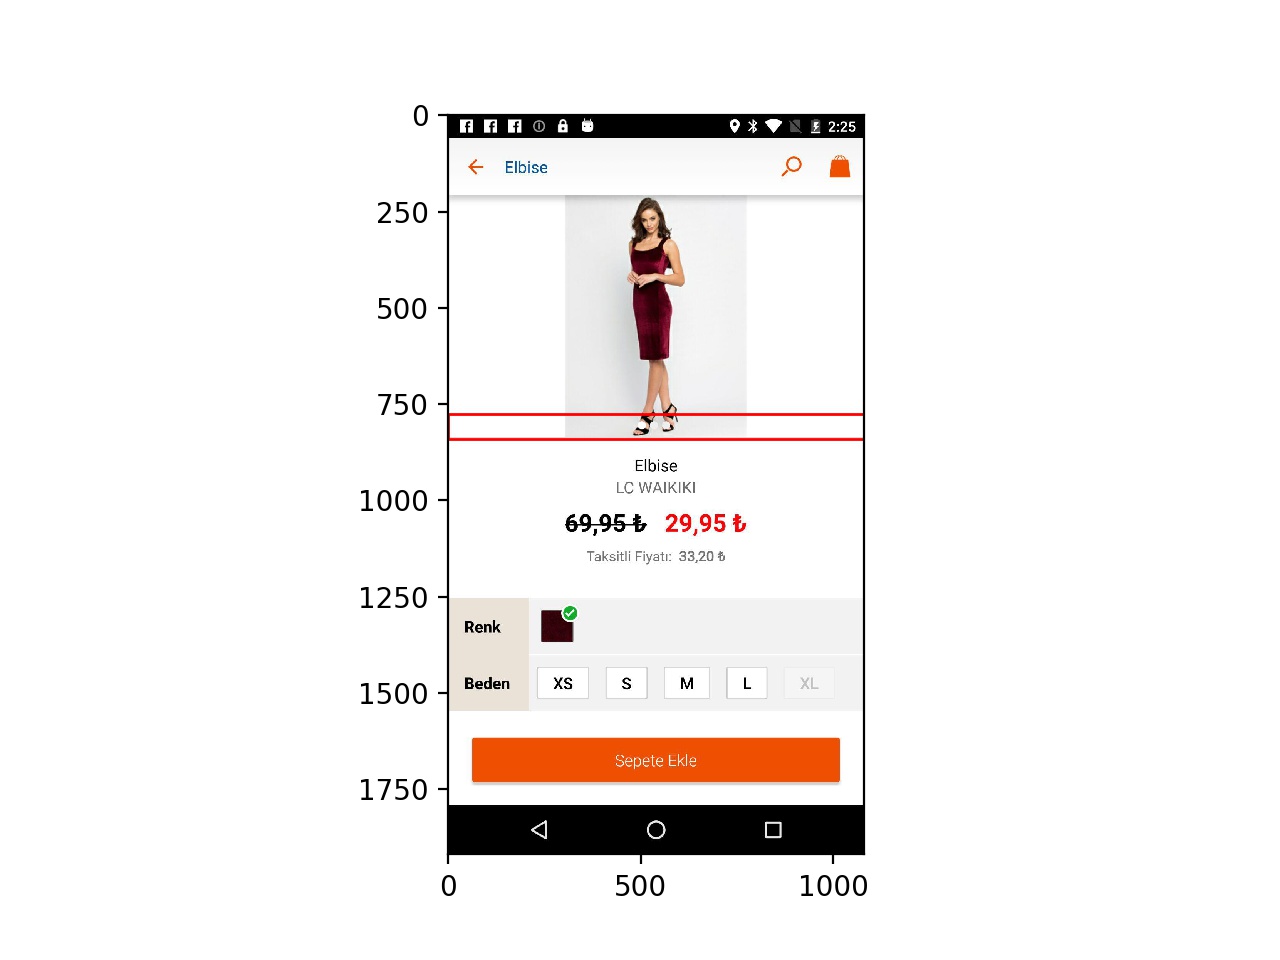 0
250
500
750
1000
1250
1500
1750
0 500 1000
2:25
Elbise
Elbise
LC WAIKIKI
69,95 ₺ 29,95 ₺
Taksitli Fiyatı: 33,20 ₺
Renk
Beden XS S M L XL
Sepete Ekle